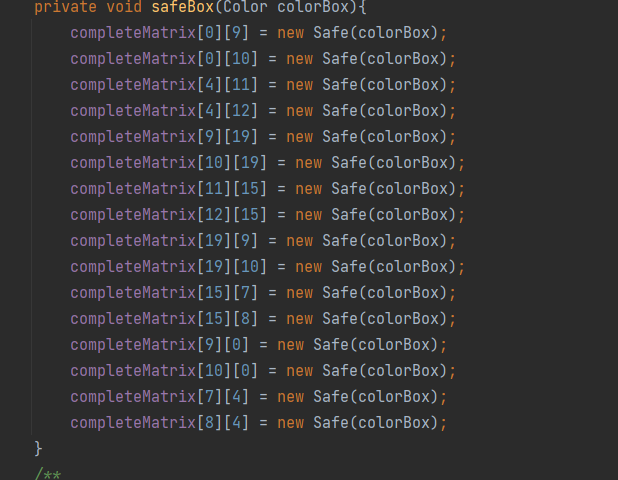 private void safeBox(Color colorBox){
completeMatrix[0][9] = new Safe(colorBox);
completeMatrix[0][10] = new Safe(colorBox);
completeMatrix[4][11] = new Safe(colorBox);
completeMatrix[4][12] = new Safe(colorBox);
completeMatrix[9][19] = new Safe(colorBox);
completeMatrix[10][19] = new Safe(colorBox);
completeMatrix[11][15] = new Safe(colorBox);
completeMatrix[12][15] = new Safe(colorBox);
completeMatrix[19][9] = new Safe(colorBox);
completeMatrix[19][10] = new Safe(colorBox);
completeMatrix[15][7] = new Safe(colorBox);
completeMatrix[15][8] = new Safe(colorBox);
completeMatrix[9][0] = new Safe(colorBox);
completeMatrix[10][0] = new Safe(colorBox);
completeMatrix[7][4] = new Safe(colorBox);
completeMatrix[8][4] = new Safe(colorBox);
}
/**